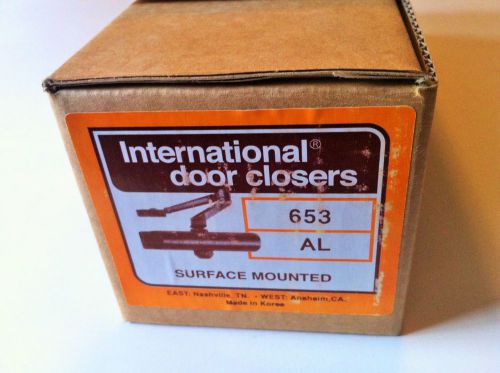 International®
door closers
653
AL
SURFACE MOUNTED
EAST: Nashville, TN. - WEST: Anaheim, CA.
Made in Korea